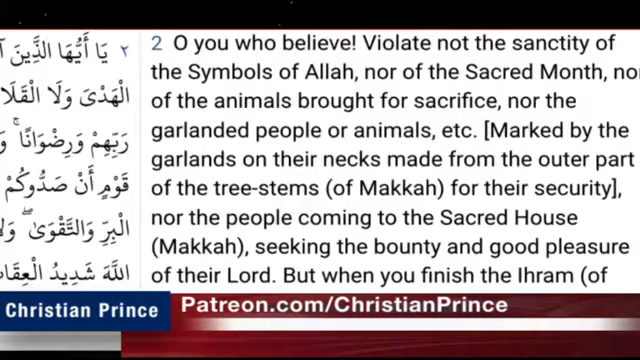 ٢ يَا أَيُّهَا الَّذِينَ
الْهَدْيَ وَلَا الْقَلَا
رَبِّهِمْ وَرِضْوَانًا ۚ وَ
قَوْمٍ أَن صَدُّوكُمْ
الْبِرِّ وَالتَّقْوَىٰ ۖ وَلَا
اللَّهَ شَدِيدُ الْعِقَا
2 O you who believe! Violate not the sanctity of
the Symbols of Allah, nor of the Sacred Month, nor
of the animals brought for sacrifice, nor the
garlanded people or animals, etc. [Marked by the
garlands on their necks made from the outer part
of the tree-stems (of Makkah) for their security],
nor the people coming to the Sacred House
(Makkah), seeking the bounty and good pleasure
of their Lord. But when you finish the Ihram (of
Christian Prince
Patreon.com/ChristianPrince